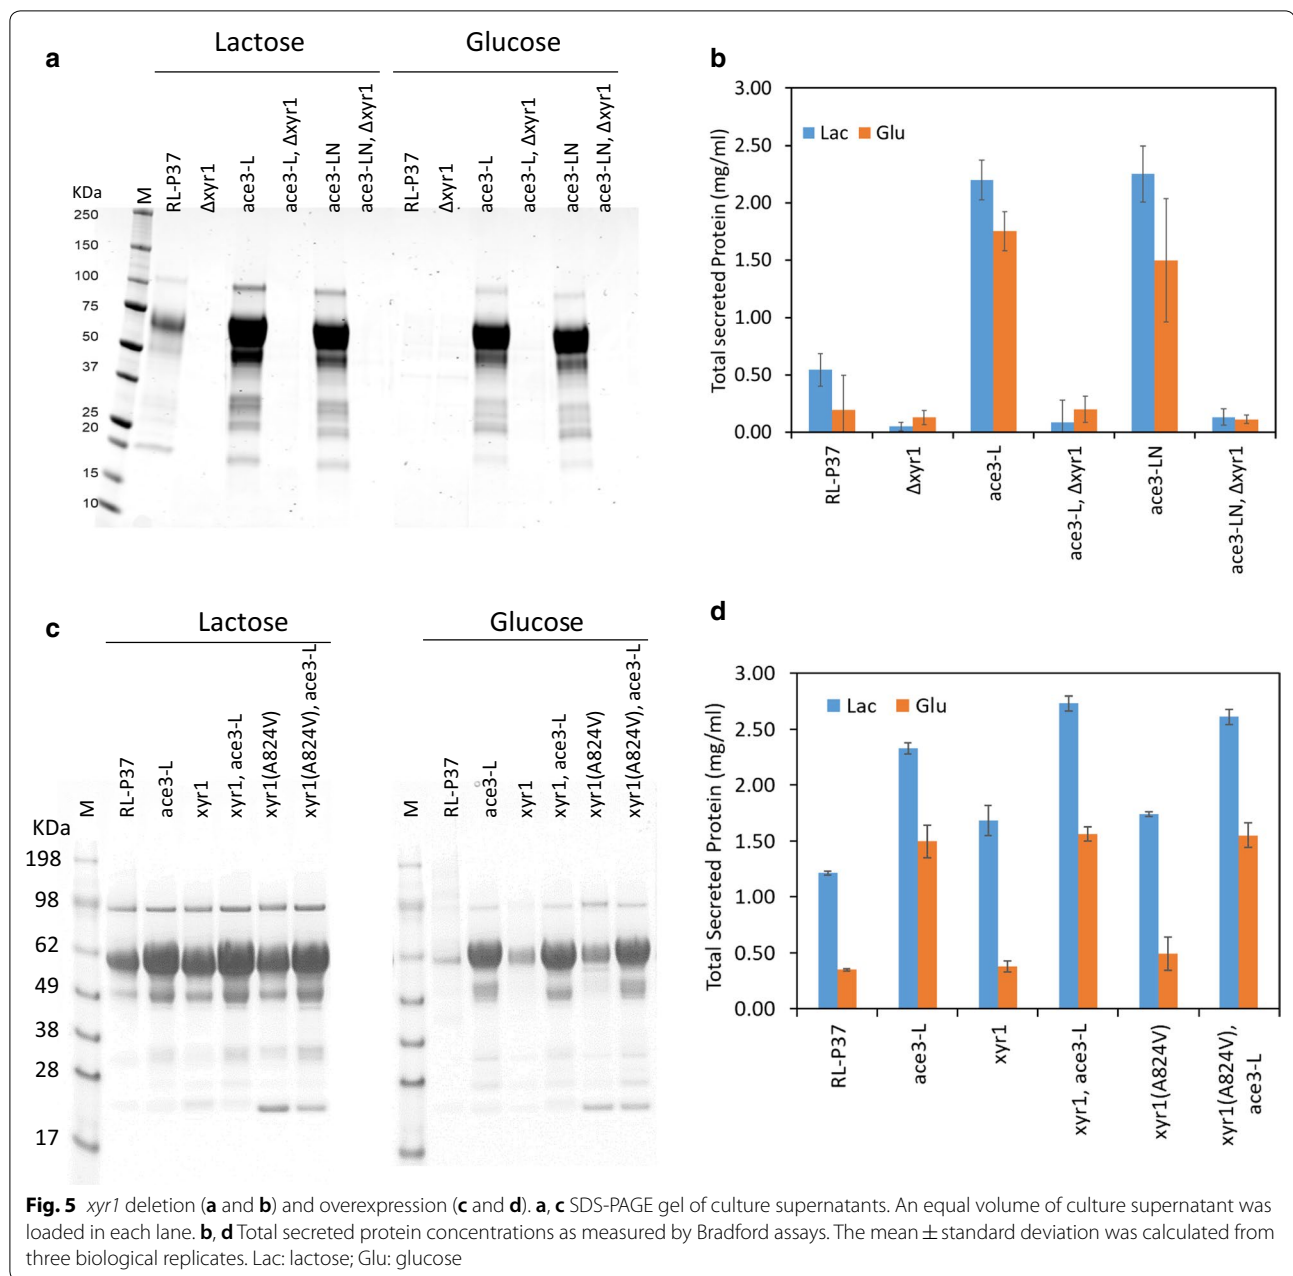 a
Lactose
Glucose
KDa
M
RL-P37
Δxyr1
ace3-L
ace3-L, Δxyr1
ace3-LN
ace3-LN, Δxyr1
RL-P37
Δxyr1
ace3-L
ace3-L, Δxyr1
ace3-LN
ace3-LN, Δxyr1
250
150
100
75
50
37
25
20
15
10
b
Total secreted Protein (mg/ml)
3.00
2.50
2.00
1.50
1.00
0.50
0.00
Lac
Glu
RL-P37
Δxyr1
ace3-L
ace3-L, Δxyr1
ace3-LN
ace3-LN, Δxyr1
c
Lactose
Glucose
KDa
M
RL-P37
ace3-L
xyr1
xyr1, ace3-L
xyr1(A824V)
xyr1(A824V), ace3-L
M
RL-P37
ace3-L
xyr1
xyr1, ace3-L
xyr1(A824V)
xyr1(A824V), ace3-L
198
98
62
49
38
28
17
d
Total Secreted Protein (mg/ml)
3.00
2.50
2.00
1.50
1.00
0.50
0.00
Lac
Glu
RL-P37
ace3-L
xyr1
xyr1, ace3-L
xyr1(A824V)
xyr1(A824V),
ace3-L
Fig. 5 xyr1 deletion (a and b) and overexpression (c and d). a, c SDS-PAGE gel of culture supernatants. An equal volume of culture supernatant was
loaded in each lane. b, d Total secreted protein concentrations as measured by Bradford assays. The mean ± standard deviation was calculated from
three biological replicates. Lac: lactose; Glu: glucose